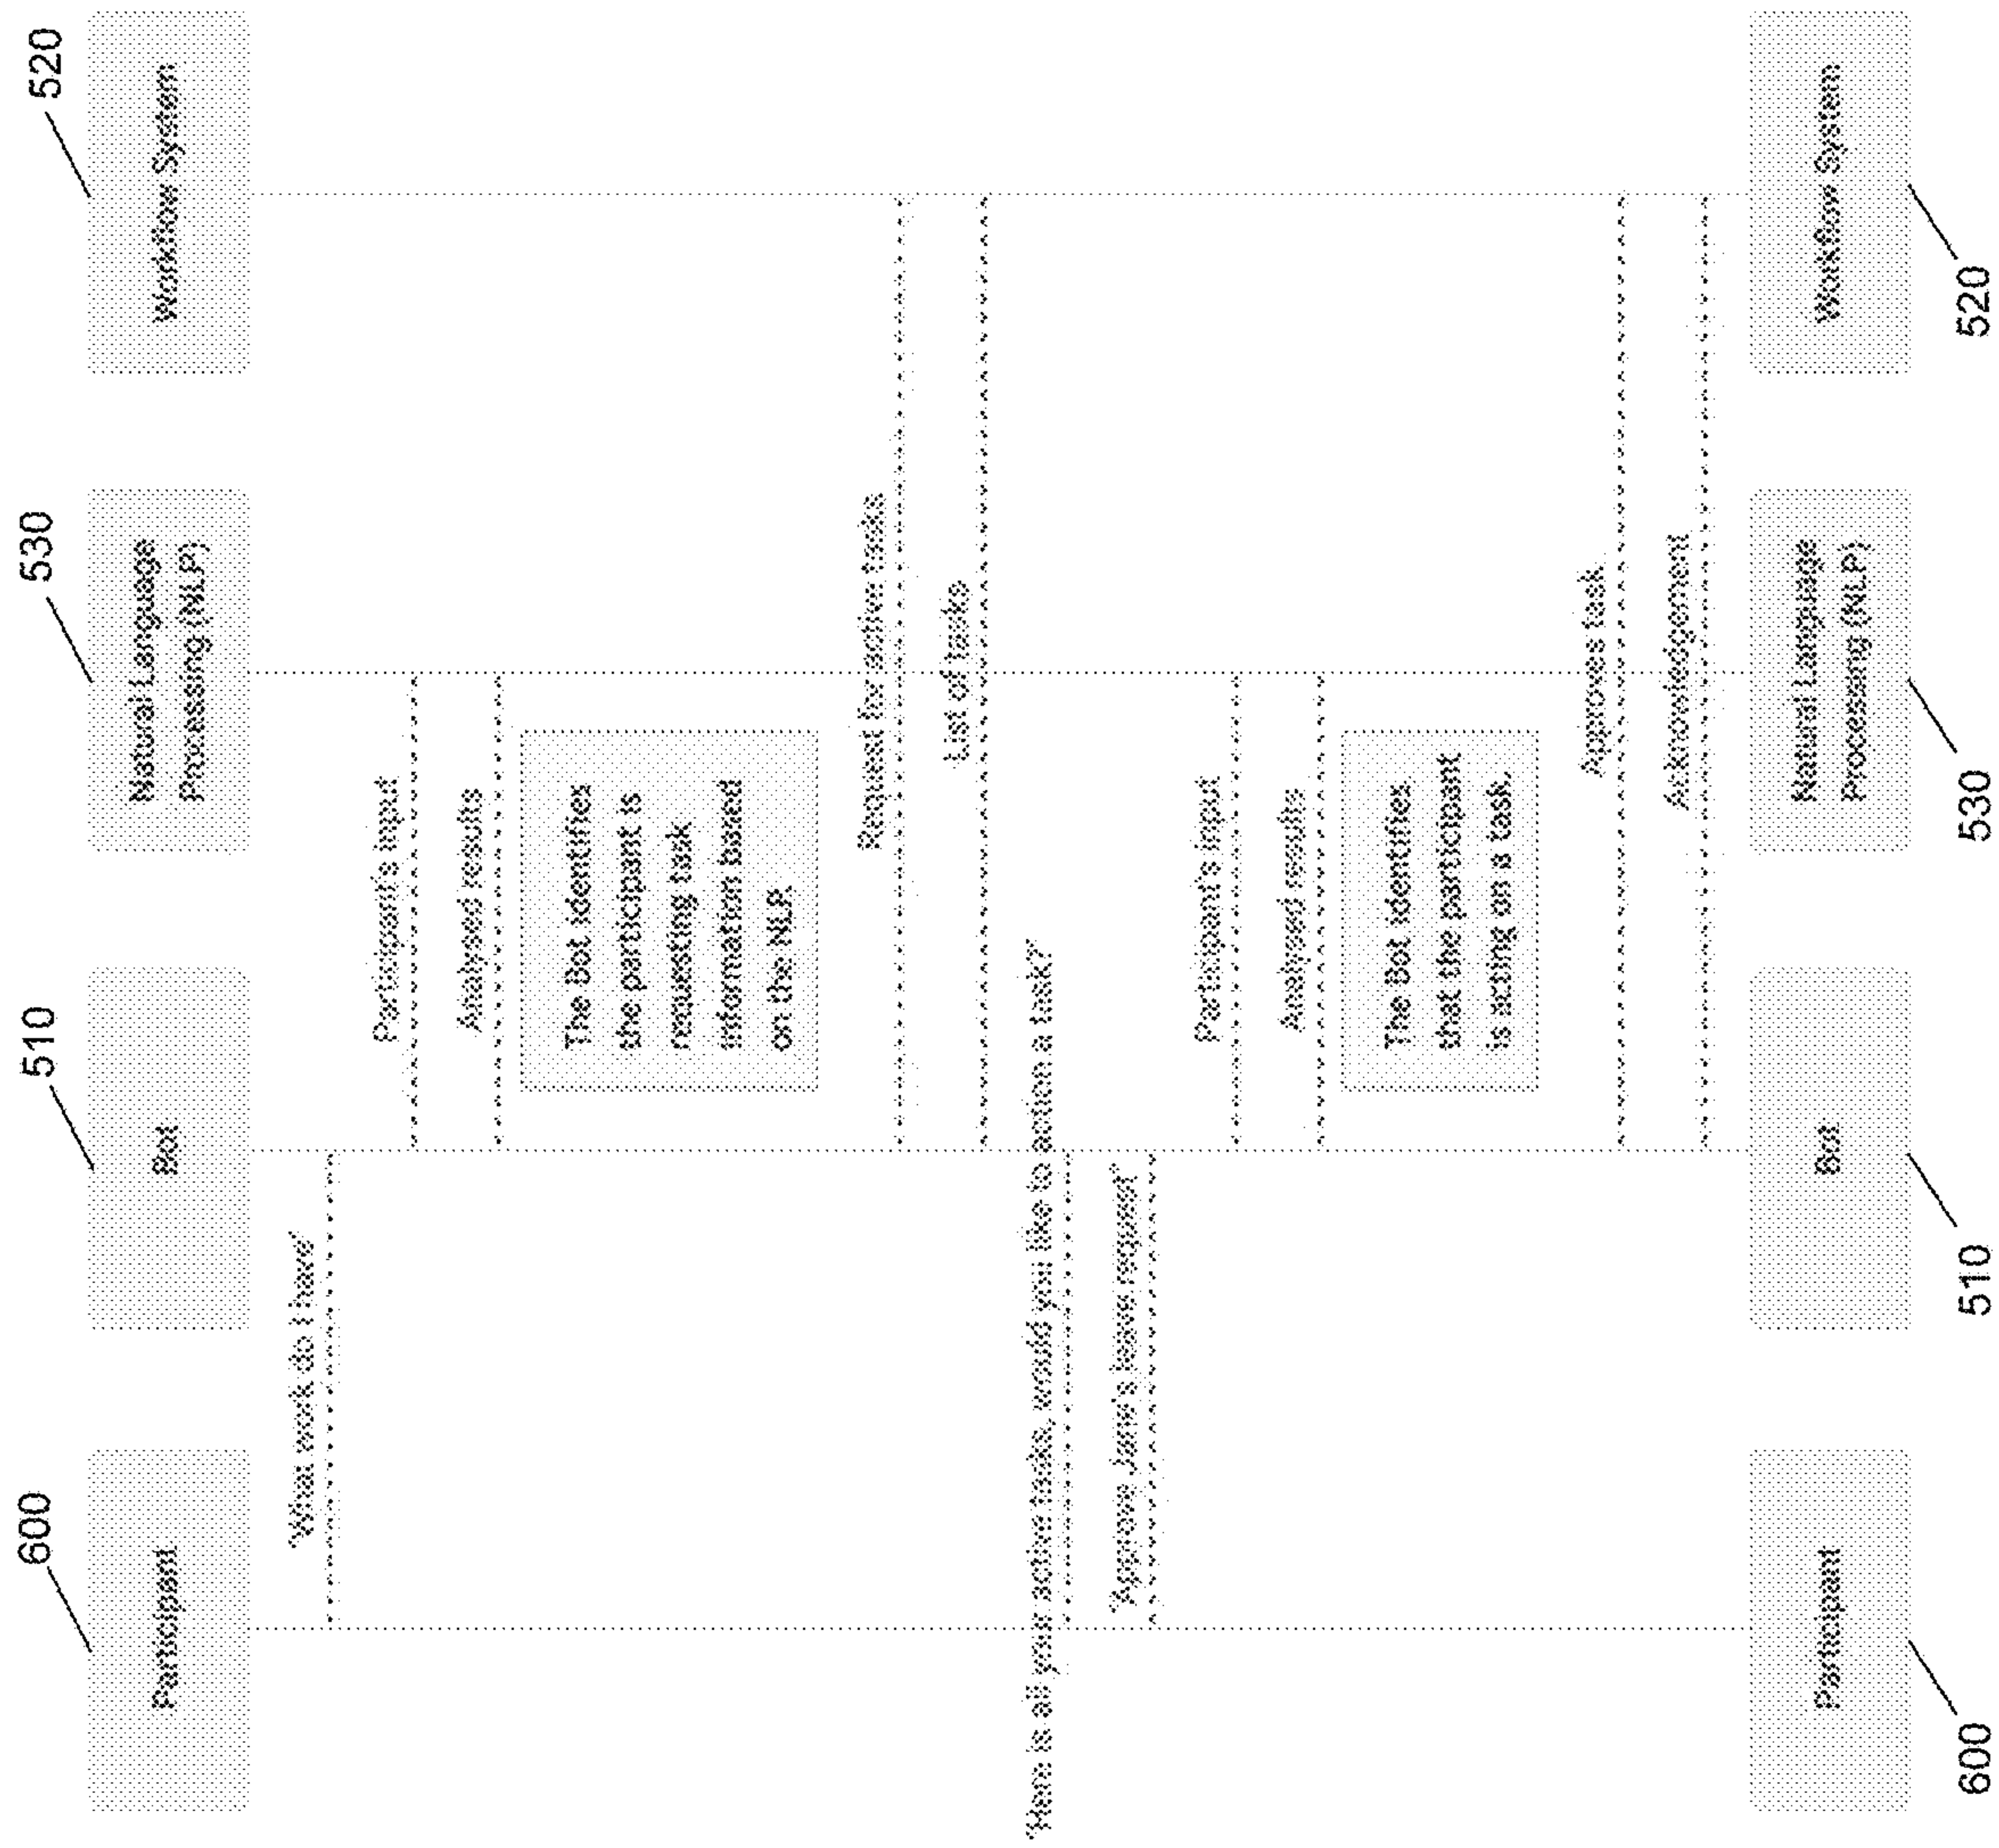 600
510
530
520
Participant
Bot
Natural Language
Processing (NLP)
Workflow System
"What work do I have"
Participant's input
Analysed results
The Bot identifies
the participant is
requesting task
information based
on the NLP.
Request for active tasks
List of tasks
"Here is all your action tasks, would you like to action a task?"
"Approve Jane's leave request"
Participant's input
Analysed results
The Bot identifies
that the participant
is acting on a task.
Approves task
Acknowledgement
Participant
Bot
Natural Language
Processing (NLP)
Workflow System
600
510
530
520